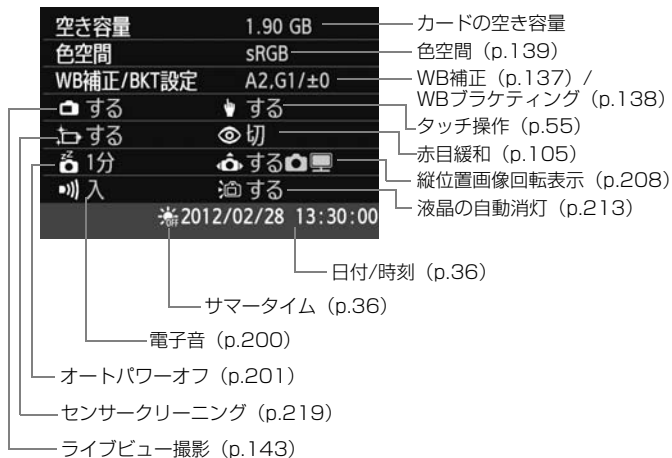 空き容量 1.90 GB
色空間 sRGB
WB補正/BKT設定 A2,G1/±0
する する
する 切
1分 する
入 する
OFF 2012/02/28 13:30:00
カードの空き容量
色空間（p.139）
WB補正（p.137）/
WBブラケティング（p.138）
タッチ操作（p.55）
赤目緩和（p.105）
縦位置画像回転表示（p.208）
液晶の自動消灯（p.213）
日付/時刻（p.36）
サマータイム（p.36）
電子音（p.200）
オートパワーオフ（p.201）
センサークリーニング（p.219）
ライブビュー撮影（p.143）